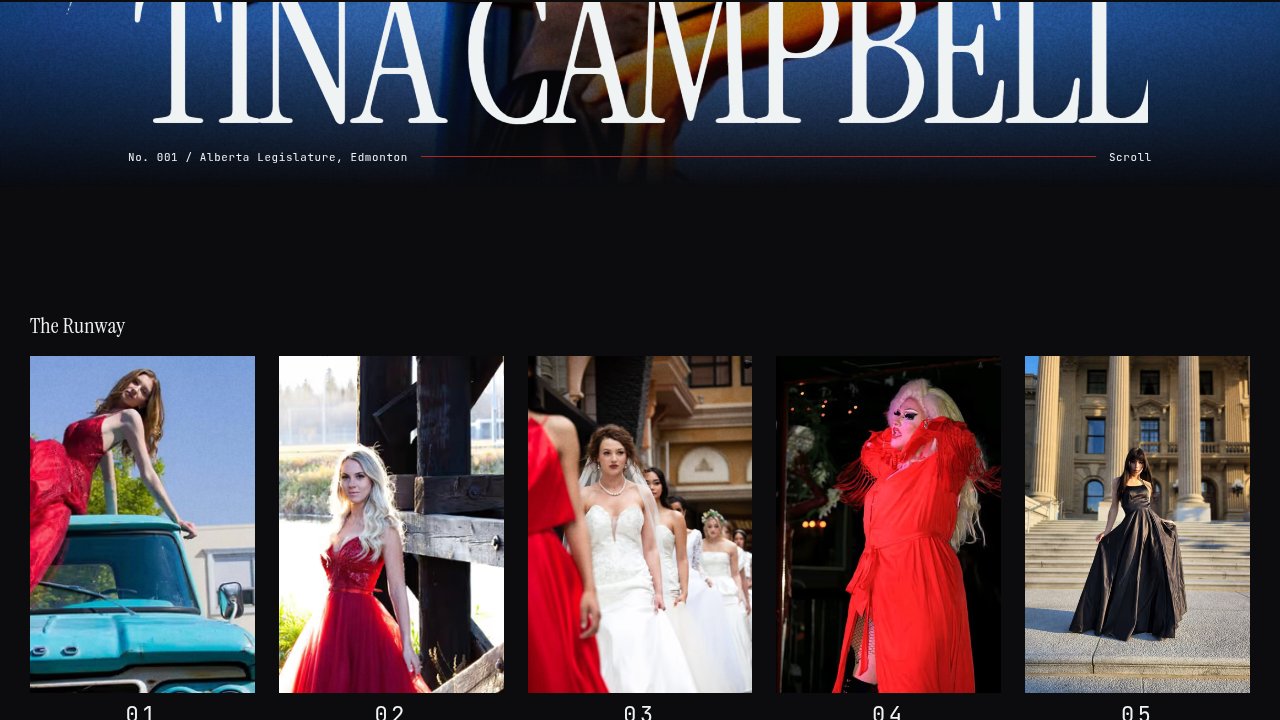 TINA CAMPBELL
No. 001 / Alberta Legislature, Edmonton
Scroll
The Runway
01
02
03
04
05